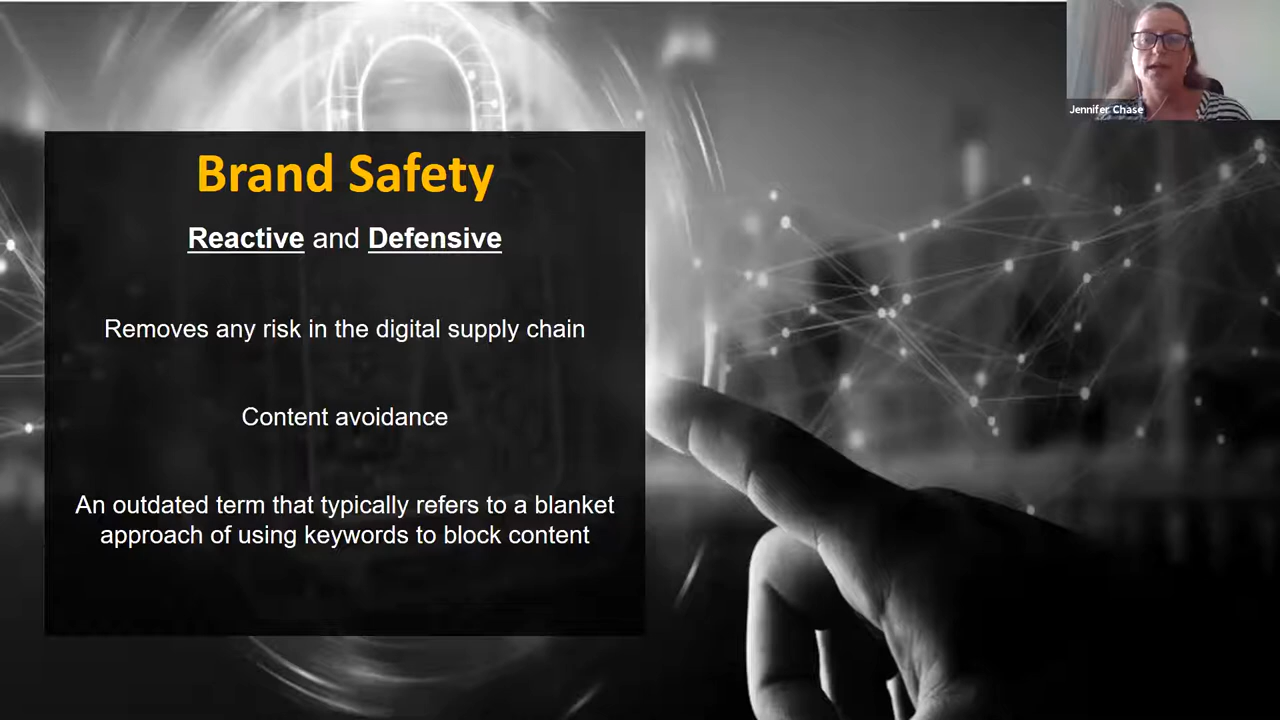 Jennifer Chase
Brand Safety
Reactive and Defensive
Removes any risk in the digital supply chain
Content avoidance
An outdated term that typically refers to a blanket
approach of using keywords to block content